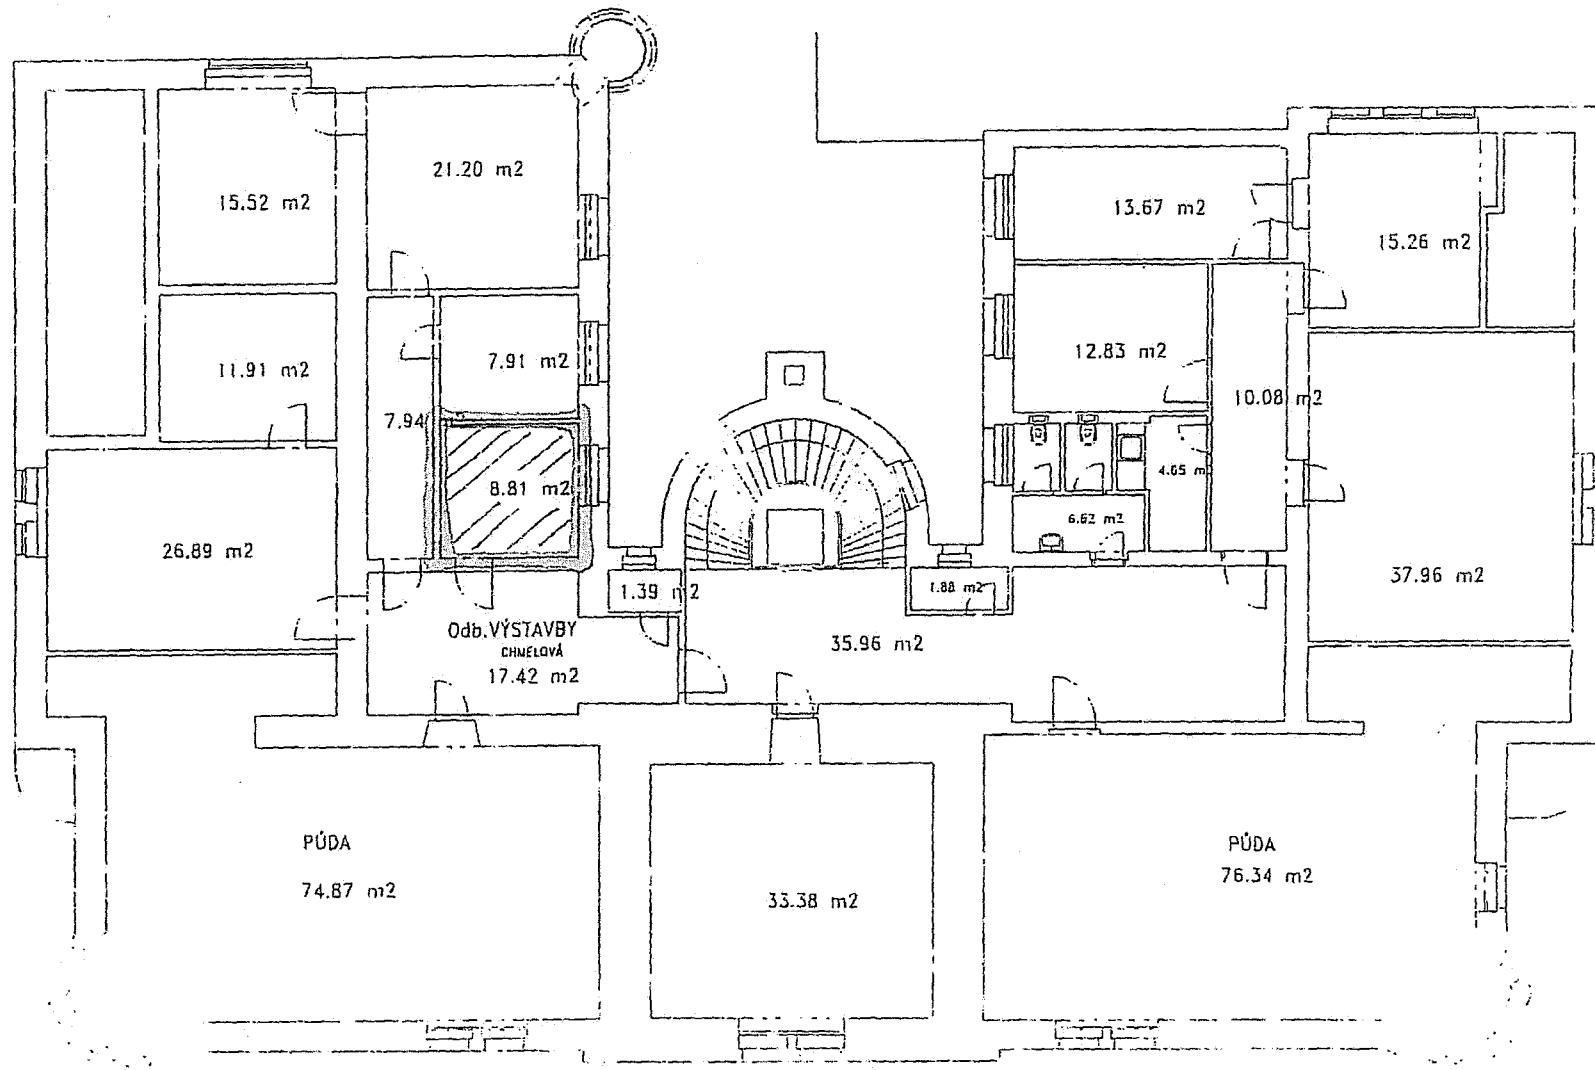 21.20 m2
15.52 m2
13.67 m2
15.26 m2
7.91 m2
12.83 m2
11.91 m2
10.08 m2
7.94
8.81 m2
4.65 m
6.62 m2
26.89 m2
37.96 m2
1.39 m2
1.88 m2
Odb.VÝSTAVBY
CHMELOVÁ
17.42 m2
35.96 m2
PŮDA
74.87 m2
PŮDA
76.34 m2
33.38 m2